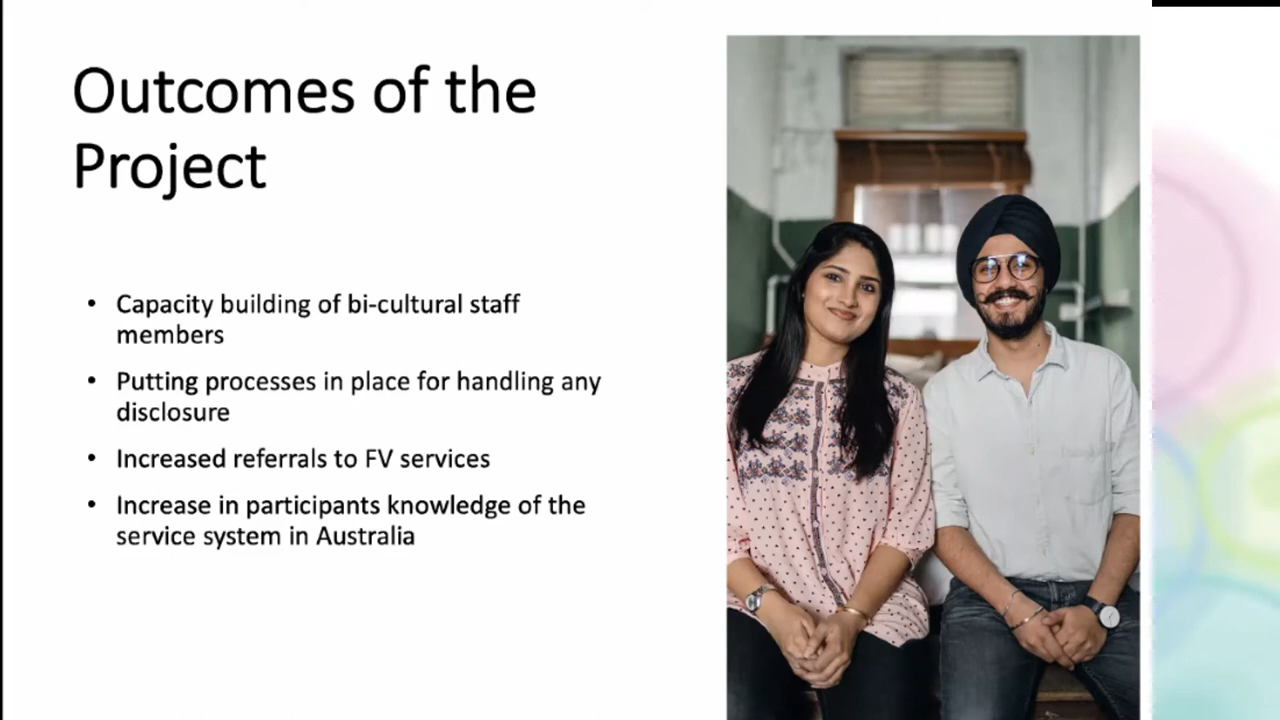 Outcomes of the
Project
• Capacity building of bi-cultural staff
members
• Putting processes in place for handling any
disclosure
• Increased referrals to FV services
• Increase in participants knowledge of the
service system in Australia